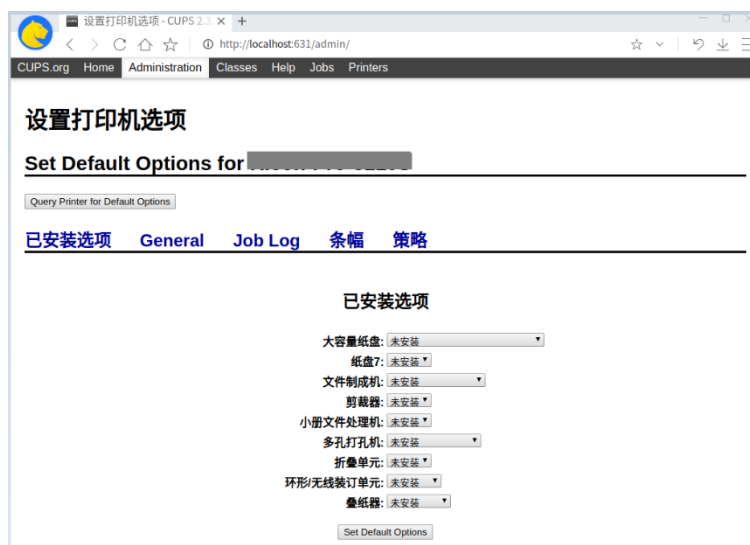 设置打印机选项 - CUPS 2.3.
http://localhost:631/admin/
CUPS.org Home Administration Classes Help Jobs Printers
设置打印机选项
Set Default Options for
Query Printer for Default Options
已安装选项 General Job Log 条幅 策略
已安装选项
大容量纸盘: 未安装
纸盘7: 未安装
文件制成机: 未安装
剪裁器: 未安装
小册文件处理机: 未安装
多孔打孔机: 未安装
折叠单元: 未安装
环形/无线装订单元: 未安装
叠纸器: 未安装
Set Default Options